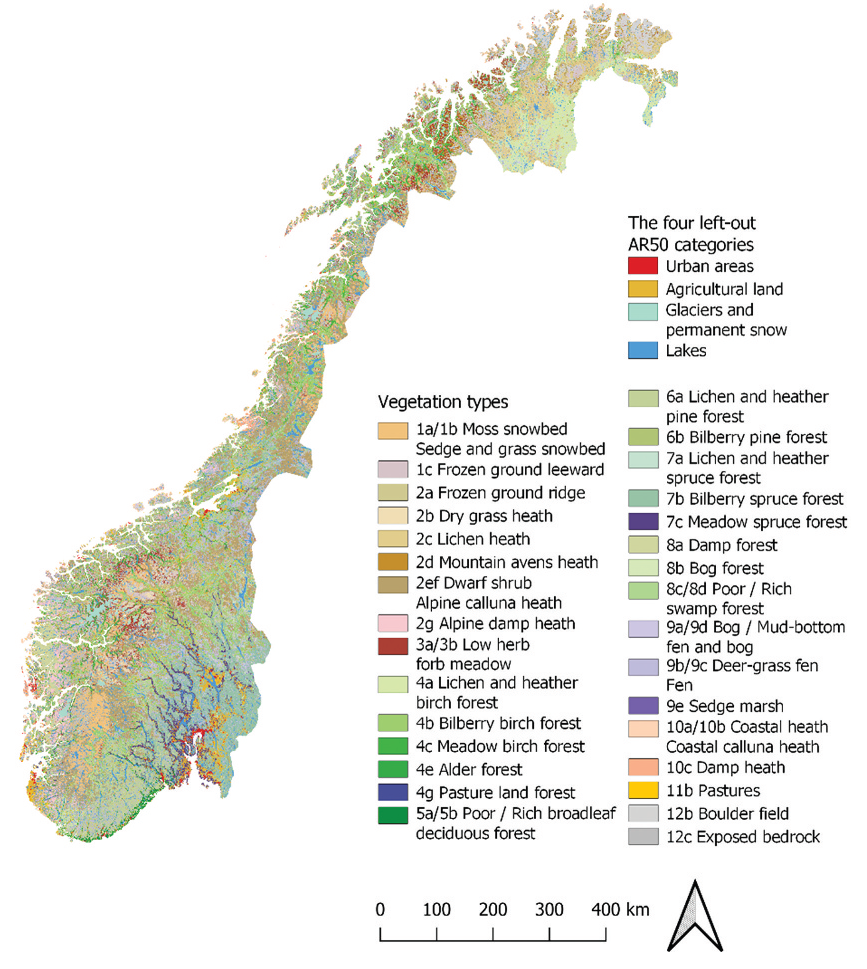 The four left-out
AR50 categories
Urban areas
Agricultural land
Glaciers and
permanent snow
Lakes
Vegetation types
1a/1b Moss snowbed
Sedge and grass snowbed
1c Frozen ground leeward
2a Frozen ground ridge
2b Dry grass heath
2c Lichen heath
2d Mountain avens heath
2ef Dwarf shrub
Alpine calluna heath
2g Alpine damp heath
3a/3b Low herb
forb meadow
4a Lichen and heather
birch forest
4b Bilberry birch forest
4c Meadow birch forest
4e Alder forest
4g Pasture land forest
5a/5b Poor / Rich broadleaf
deciduous forest
6a Lichen and heather
pine forest
6b Bilberry pine forest
7a Lichen and heather
spruce forest
7b Bilberry spruce forest
7c Meadow spruce forest
8a Damp forest
8b Bog forest
8c/8d Poor / Rich
swamp forest
9a/9d Bog / Mud-bottom
fen and bog
9b/9c Deer-grass fen
Fen
9e Sedge marsh
10a/10b Coastal heath
Coastal calluna heath
10c Damp heath
11b Pastures
12b Boulder field
12c Exposed bedrock
0 100 200 300 400 km